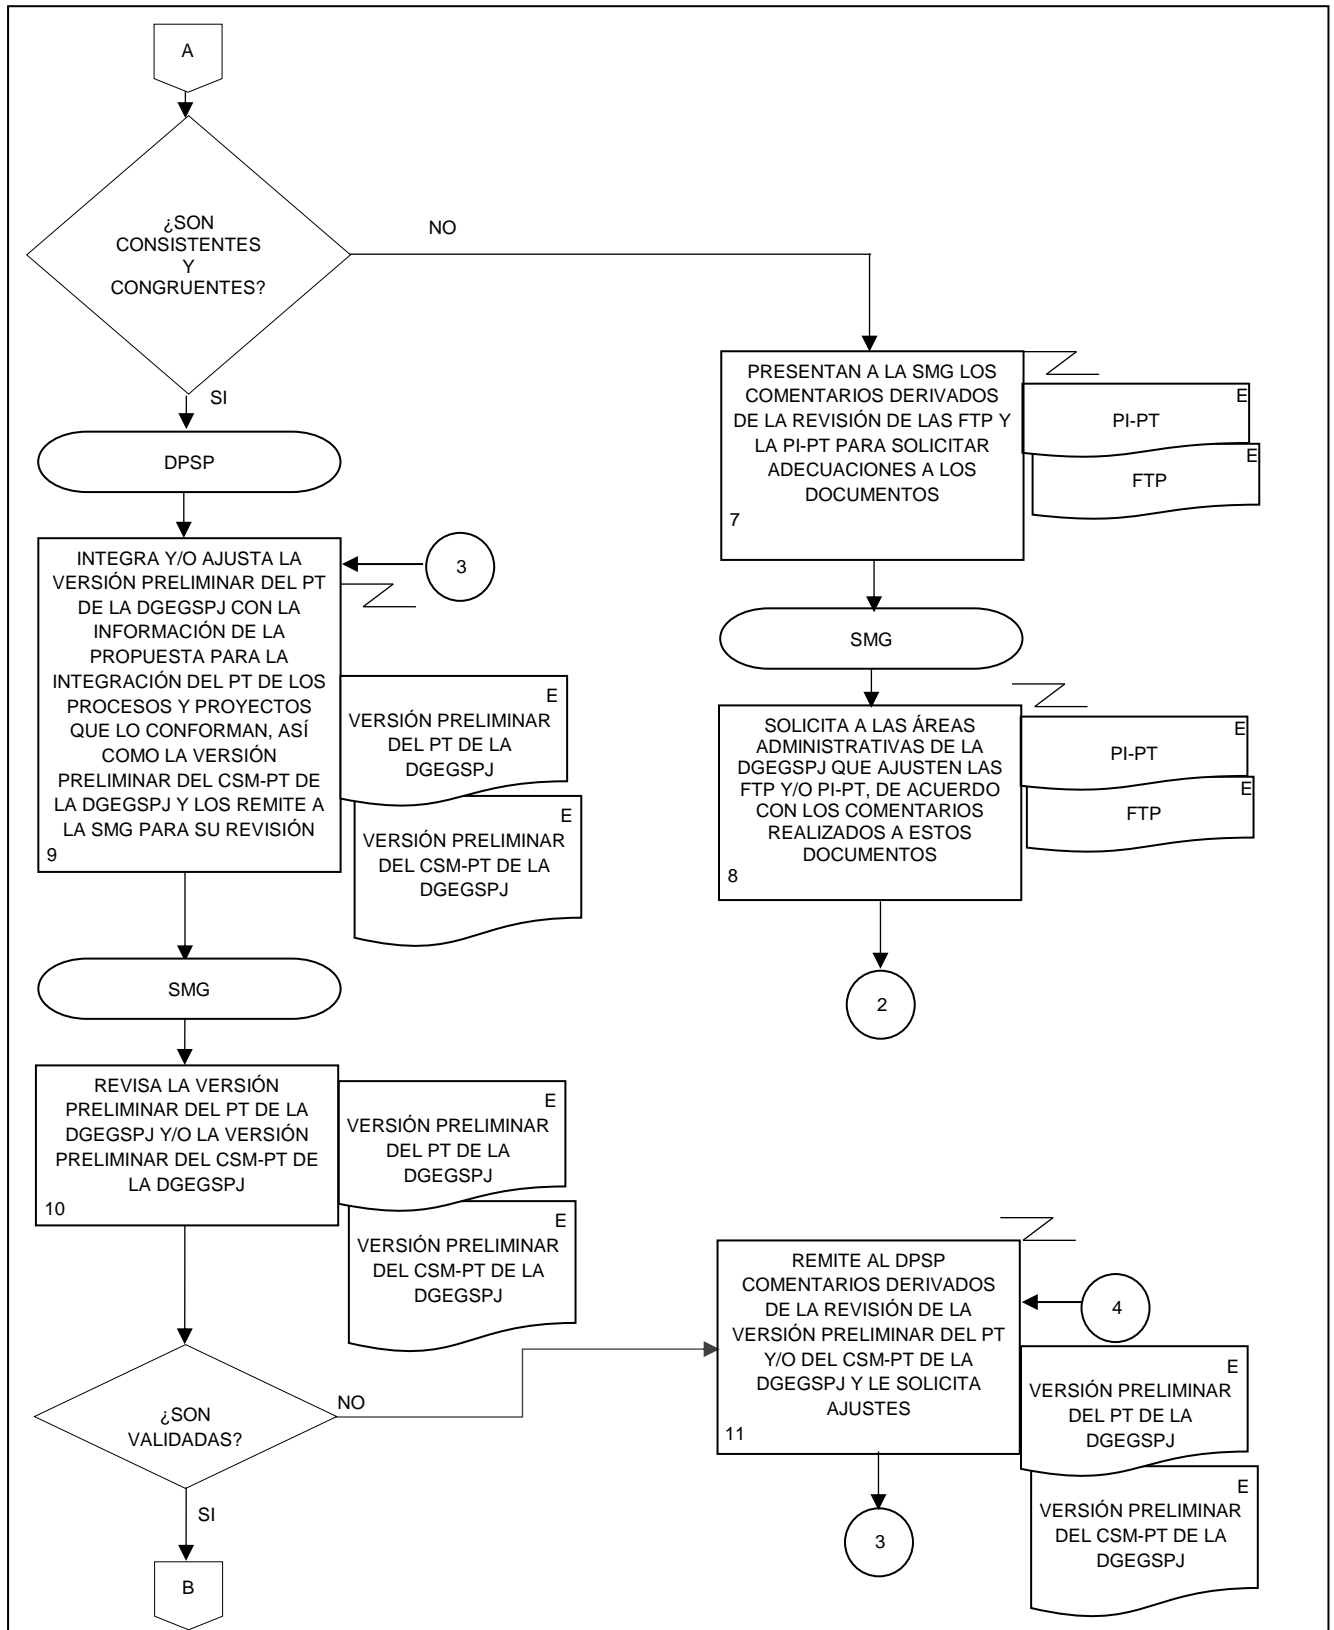 A
¿SON
CONSISTENTES
Y
CONGRUENTES?
NO
SI
PRESENTAN A LA SMG LOS
COMENTARIOS DERIVADOS
DE LA REVISIÓN DE LAS FTP Y
LA PI-PT PARA SOLICITAR
ADECUACIONES A LOS
DOCUMENTOS
7
E
PI-PT
E
FTP
DPSP
INTEGRA Y/O AJUSTA LA
VERSIÓN PRELIMINAR DEL PT
DE LA DGEGSPJ CON LA
INFORMACIÓN DE LA
PROPUESTA PARA LA
INTEGRACIÓN DEL PT DE LOS
PROCESOS Y PROYECTOS
QUE LO CONFORMAN, ASÍ
COMO LA VERSIÓN
PRELIMINAR DEL CSM-PT DE
LA DGEGSPJ Y LOS REMITE A
LA SMG PARA SU REVISIÓN
9
3
E
VERSIÓN PRELIMINAR
DEL PT DE LA
DGEGSPJ
E
VERSIÓN PRELIMINAR
DEL CSM-PT DE LA
DGEGSPJ
SMG
SOLICITA A LAS ÁREAS
ADMINISTRATIVAS DE LA
DGEGSPJ QUE AJUSTEN LAS
FTP Y/O PI-PT, DE ACUERDO
CON LOS COMENTARIOS
REALIZADOS A ESTOS
DOCUMENTOS
8
E
PI-PT
E
FTP
2
SMG
REVISA LA VERSIÓN
PRELIMINAR DEL PT DE LA
DGEGSPJ Y/O LA VERSIÓN
PRELIMINAR DEL CSM-PT DE
LA DGEGSPJ
10
E
VERSIÓN PRELIMINAR
DEL PT DE LA
DGEGSPJ
E
VERSIÓN PRELIMINAR
DEL CSM-PT DE LA
DGEGSPJ
¿SON
VALIDADAS?
NO
SI
REMITE AL DPSP
COMENTARIOS DERIVADOS
DE LA REVISIÓN DE LA
VERSIÓN PRELIMINAR DEL PT
Y/O DEL CSM-PT DE LA
DGEGSPJ Y LE SOLICITA
AJUSTES
11
4
E
VERSIÓN PRELIMINAR
DEL PT DE LA
DGEGSPJ
E
VERSIÓN PRELIMINAR
DEL CSM-PT DE LA
DGEGSPJ
3
B